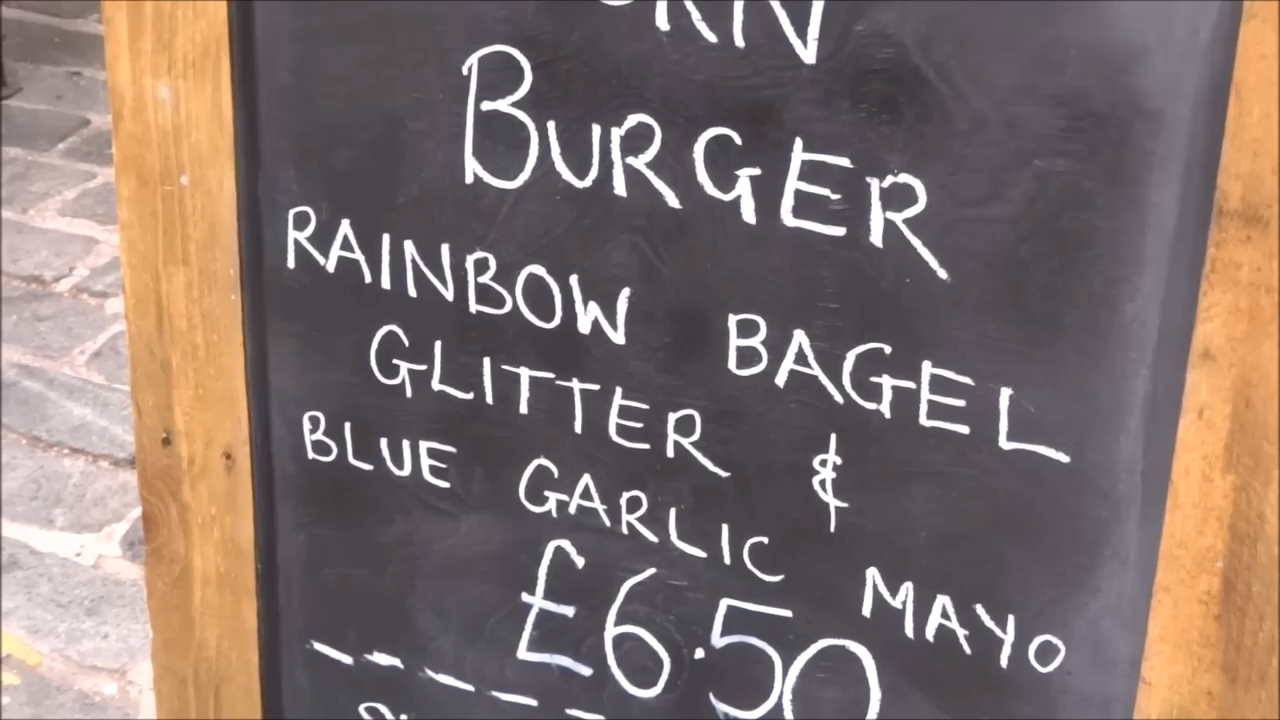 BURGER
RAINBOW BAGEL
GLITTER &
BLUE GARLIC MAYO
£6.50